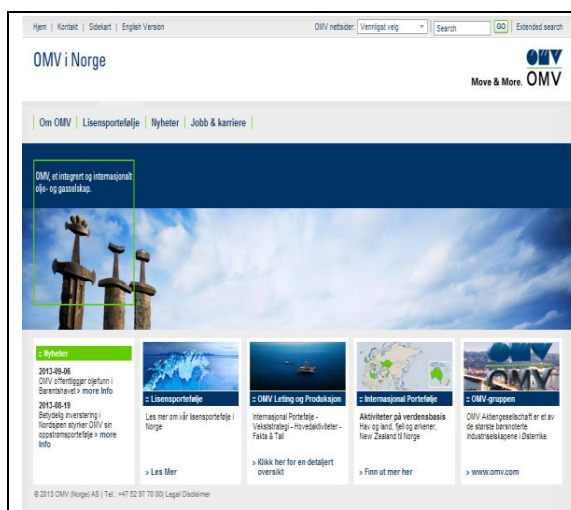 Hjem | Kontakt | Sidekart | English Version
OMV nettsider: Vennligst velg Search GO Extended search
OMV i Norge
OMV
Move & More. OMV
Om OMV | Lisensportefølje | Nyheter | Jobb & karriere
OMV, et integrert og internasjonalt
olje- og gasselskap.
:: Nyheter
2013-09-06
OMV offentliggjør oljefunn i
Barentshavet > more Info
2013-08-19
Betydelig inverstering i
Nordsjøen styrker OMV sin
oppstrømsportefølje > more
Info
:: Lisensportefølje
Les mer om vår lisensportefølje i
Norge
> Les Mer
:: OMV Leting og Produksjon
Internasjonal Portefølje -
Vekststrategi - Hovedaktiviteter -
Fakta & Tall
> Klikk her for en detaljert
oversikt
:: Internasjonal Portefølje
Aktiviteter på verdensbasis
Hav og land, fjell og ørkener,
New Zealand til Norge
> Finn ut mer her
OMV
:: OMV-gruppen
OMV Aktiengesellschaft er et av
de største børsnoterte
industriselskapene i Østerrike.
> www.omv.com
© 2013 OMV (Norge) AS | Tel.: +47 52 97 70 00| Legal Disclaimer